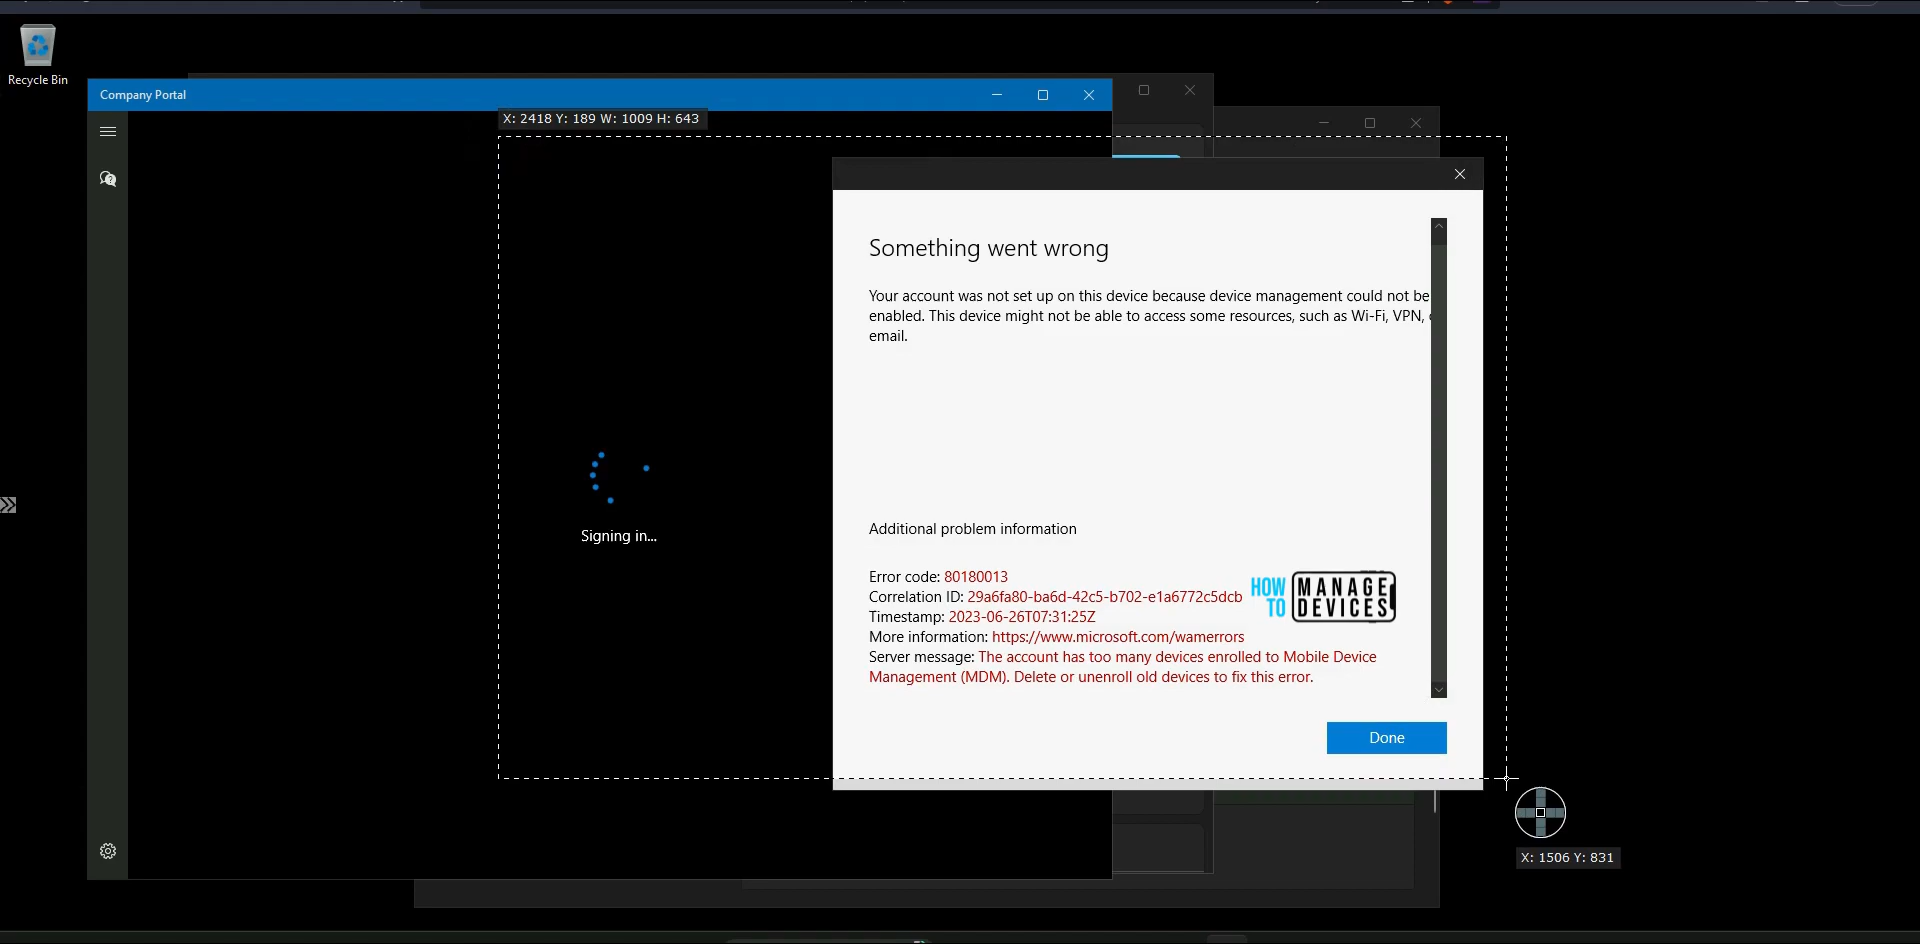 Recycle Bin
Company Portal
X: 2418 Y: 189 W: 1009 H: 643
Something went wrong
Your account was not set up on this device because device management could not be
enabled. This device might not be able to access some resources, such as Wi-Fi, VPN,
email.
Signing in...
Additional problem information
Error code: 80180013
Correlation ID: 29a6fa80-ba6d-42c5-b702-e1a6772c5dcb
Timestamp: 2023-06-26T07:31:25Z
More information: https://www.microsoft.com/wamerrors
Server message: The account has too many devices enrolled to Mobile Device
Management (MDM). Delete or unenroll old devices to fix this error.
HOW TO
MANAGE
DEVICES
Done
X: 1506 Y: 831